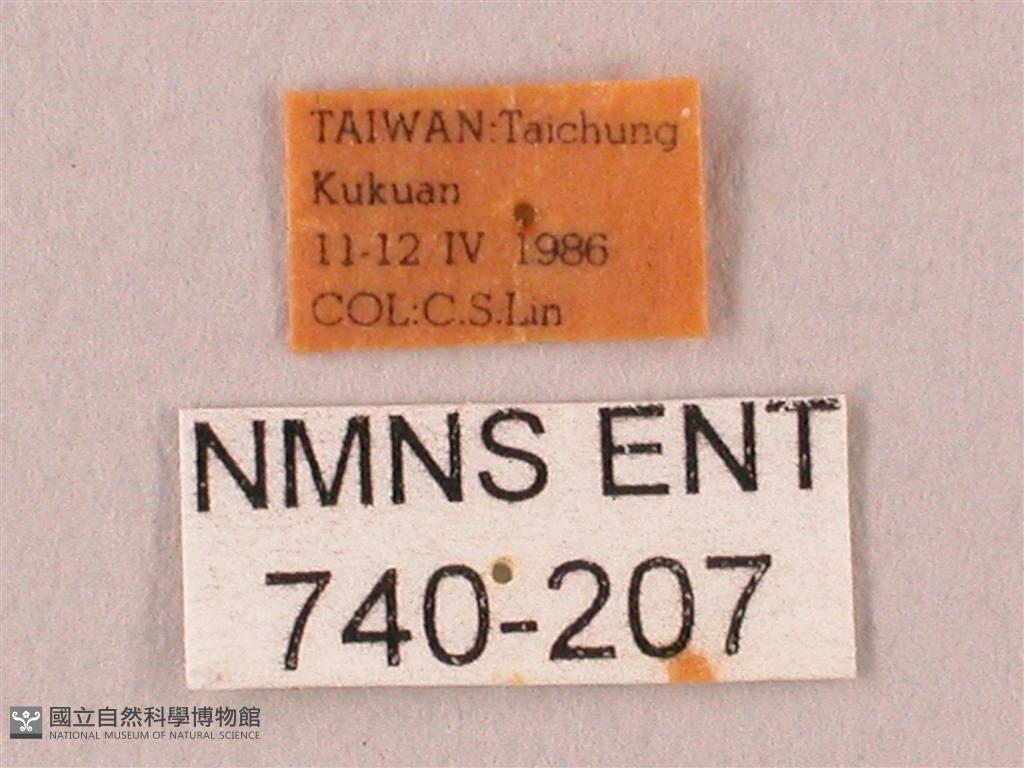 TAIWAN:Taichung
Kukuan
11-12 IV 1986
COL:C.S.Lin
NMNS ENT
740-207
國立自然科學博物館
NATIONAL MUSEUM OF NATURAL SCIENCE